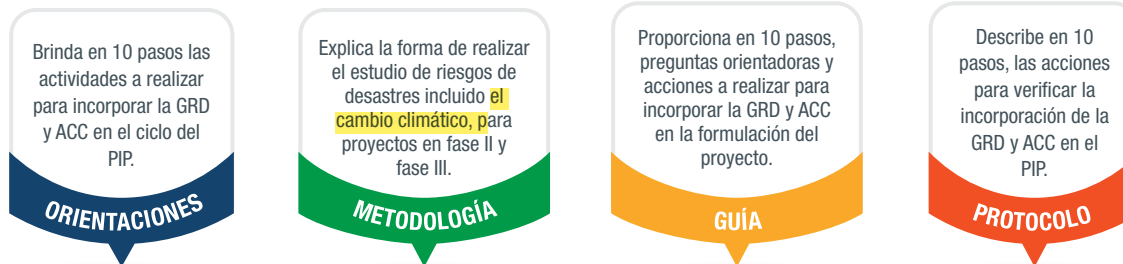 Brinda en 10 pasos las
actividades a realizar
para incorporar la GRD
y ACC en el ciclo del
PIP.
ORIENTACIONES
Explica la forma de realizar
el estudio de riesgos de
desastres incluido el
cambio climático, para
proyectos en fase II y
fase III.
METODOLOGÍA
Proporciona en 10 pasos,
preguntas orientadoras y
acciones a realizar para
incorporar la GRD y ACC
en la formulación del
proyecto.
GUÍA
Describe en 10
pasos, las acciones
para verificar la
incorporación de la
GRD y ACC en el
PIP.
PROTOCOLO